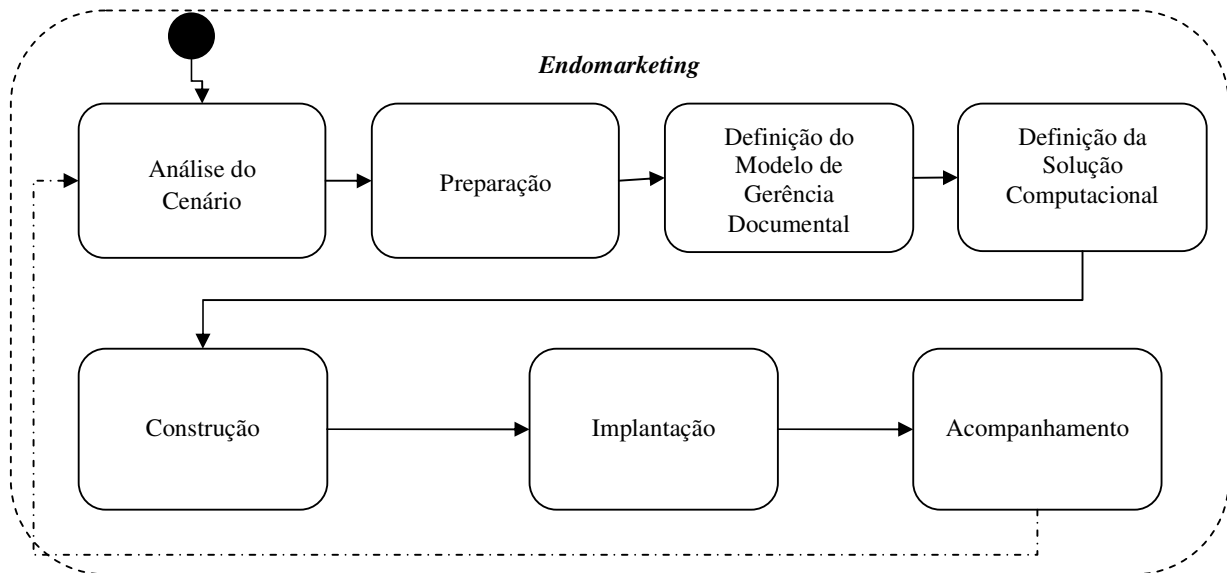 Endomarketing
Análise do
Cenário
Preparação
Definição do
Modelo de
Gerência
Documental
Definição da
Solução
Computacional
Construção
Implantação
Acompanhamento